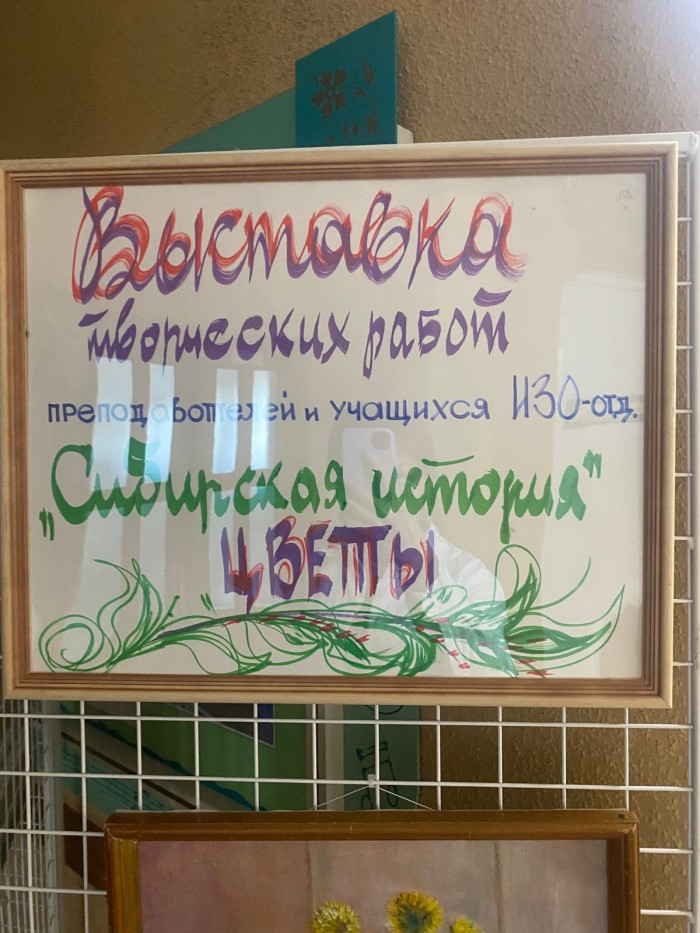 Выставка
творческих работ
преподавателей и учащихся ИЗО-отд.
"Сибирская история"
ЦВЕТЫ